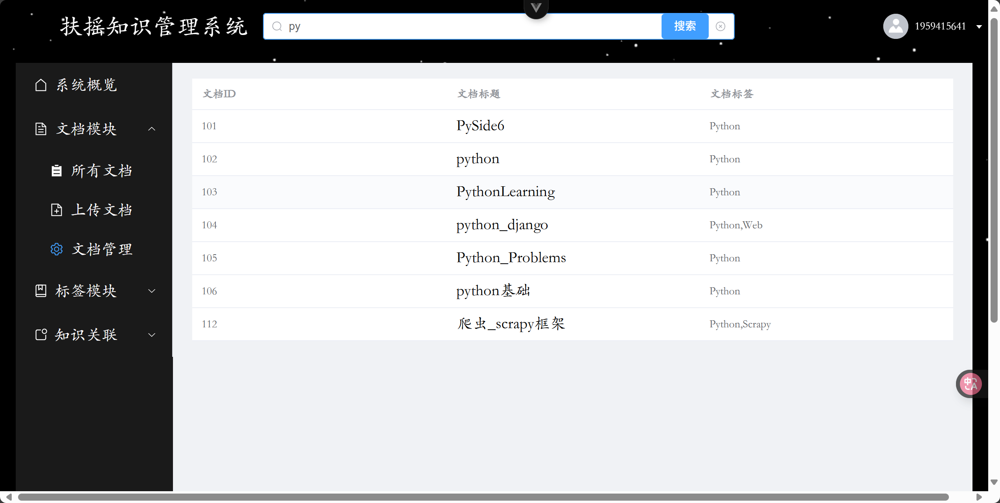 扶摇知识管理系统
py
搜索
1959415641
系统概览
文档模块
所有文档
上传文档
文档管理
标签模块
知识关联
文档ID 文档标题 文档标签
101 PySide6 Python
102 python Python
103 PythonLearning Python
104 python_django Python,Web
105 Python_Problems Python
106 python基础 Python
112 爬虫_scrapy框架 Python,Scrapy
中A